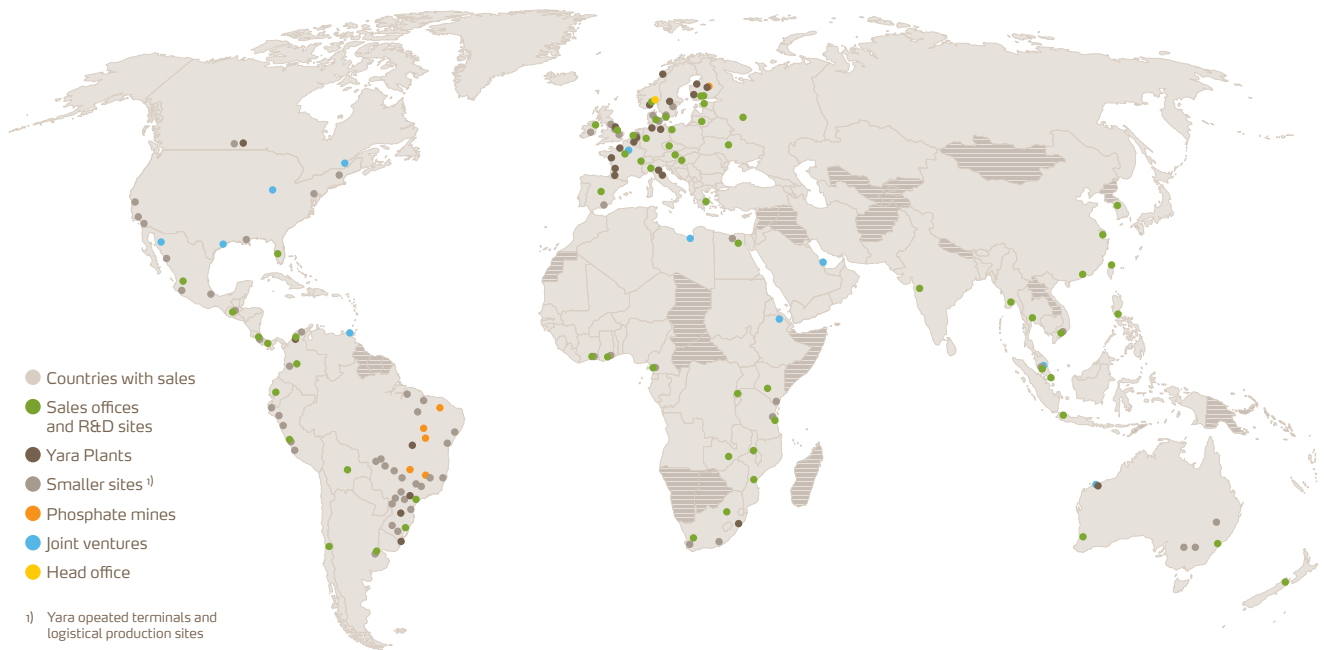 Countries with sales
Sales offices
and R&D sites
Yara Plants
Smaller sites ¹⁾
Phosphate mines
Joint ventures
Head office
1) Yara opeated terminals and
logistical production sites